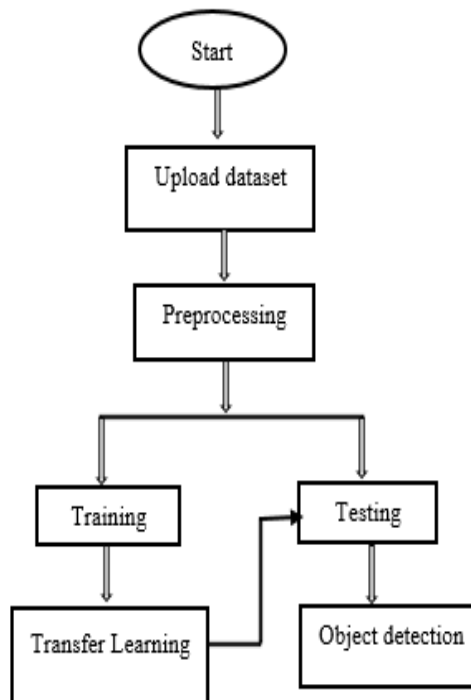 Start
Upload dataset
Preprocessing
Training
Testing
Transfer Learning
Object detection